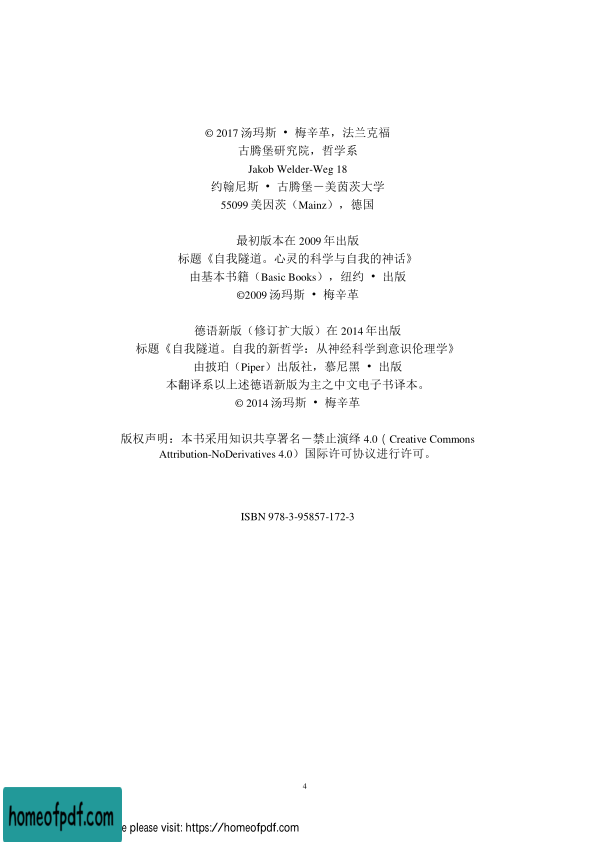 © 2017 汤玛斯 • 梅辛革，法兰克福
古腾堡研究院，哲学系
Jakob Welder-Weg 18
约翰尼斯 • 古腾堡－美茵茨大学
55099 美因茨（Mainz），德国
最初版本在 2009 年出版
标题《自我隧道。心灵的科学与自我的神话》
由基本书籍（Basic Books），纽约 • 出版
©2009 汤玛斯 • 梅辛革
德语新版（修订扩大版）在 2014 年出版
标题《自我隧道。自我的新哲学：从神经科学到意识伦理学》
由披珀（Piper）出版社，慕尼黑 • 出版
本翻译系以上述德语新版为主之中文电子书译本。
© 2014 汤玛斯 • 梅辛革
版权声明：本书采用知识共享署名－禁止演绎 4.0（Creative Commons
Attribution-NoDerivatives 4.0）国际许可协议进行许可。
ISBN 978-3-95857-172-3
4
homeofpdf.com
e please visit: https://homeofpdf.com